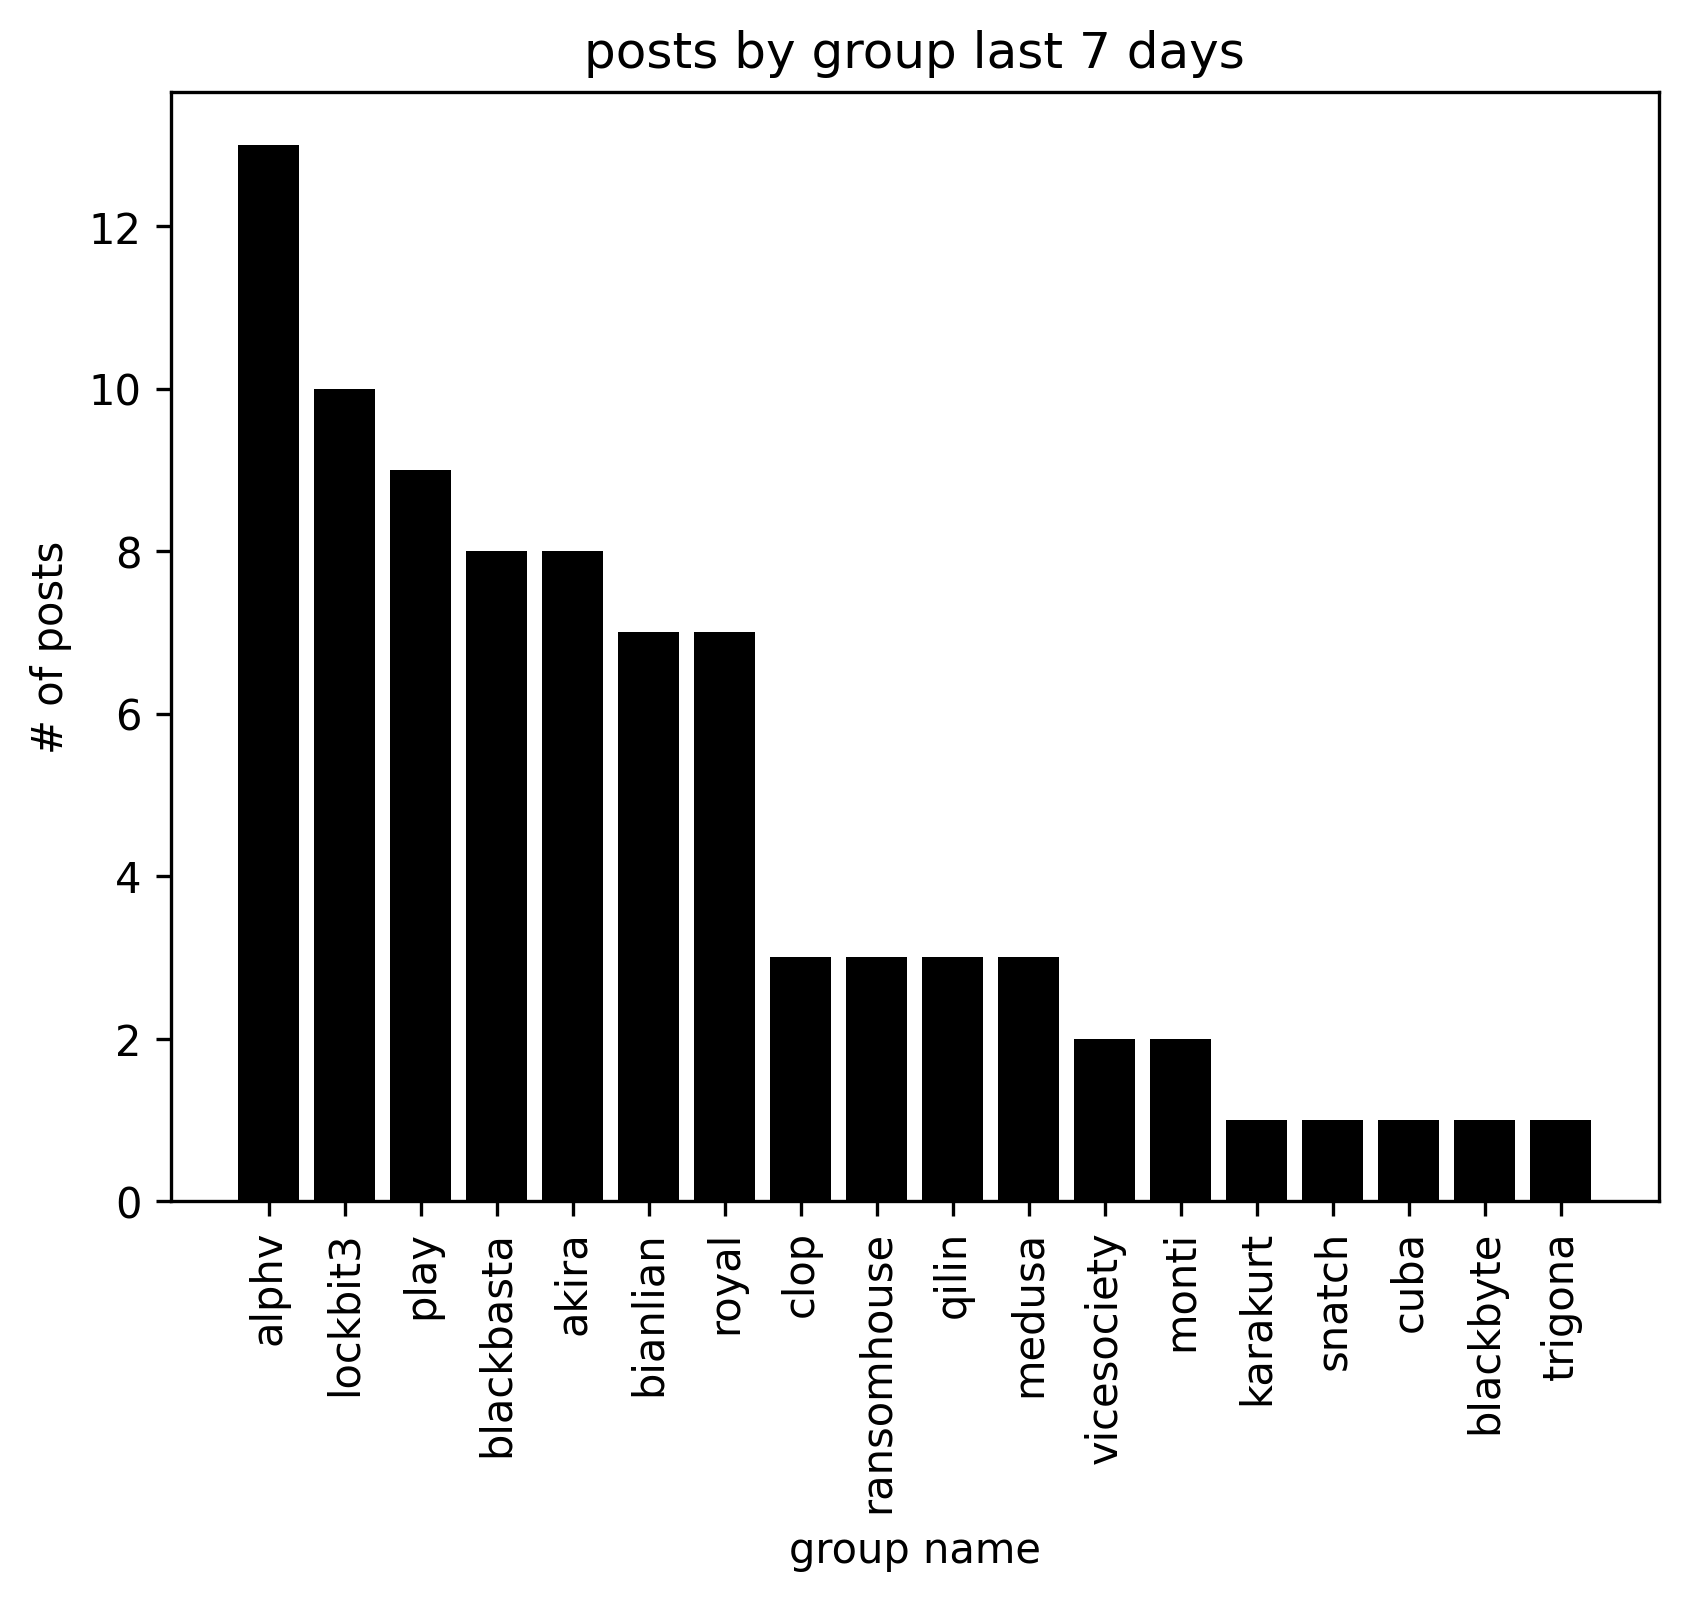 posts by group last 7 days
12
10
8
6
4
2
0
# of posts
alphv
lockbit3
play
blackbasta
akira
bianlian
royal
clop
ransomhouse
qilin
medusa
vicesociety
monti
karakurt
snatch
cuba
blackbyte
trigona
group name